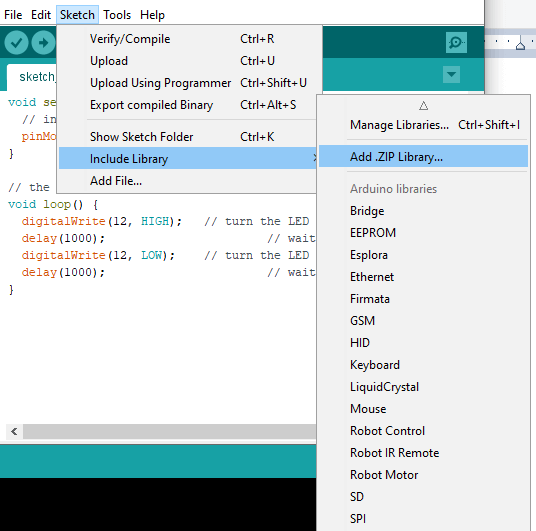 File Edit Sketch Tools Help
Verify/Compile Ctrl+R
Upload Ctrl+U
Upload Using Programmer Ctrl+Shift+U
Export compiled Binary Ctrl+Alt+S
Show Sketch Folder Ctrl+K
Include Library
Add File...
Manage Libraries... Ctrl+Shift+I
Add .ZIP Library...
Arduino libraries
Bridge
EEPROM
Esplora
Ethernet
Firmata
GSM
HID
Keyboard
LiquidCrystal
Mouse
Robot Control
Robot IR Remote
Robot Motor
SD
SPI
sketch_
void se
// in
pinMo
}
// the
void loop() {
digitalWrite(12, HIGH); // turn the LED
delay(1000); // wait
digitalWrite(12, LOW); // turn the LED
delay(1000); // wait
}